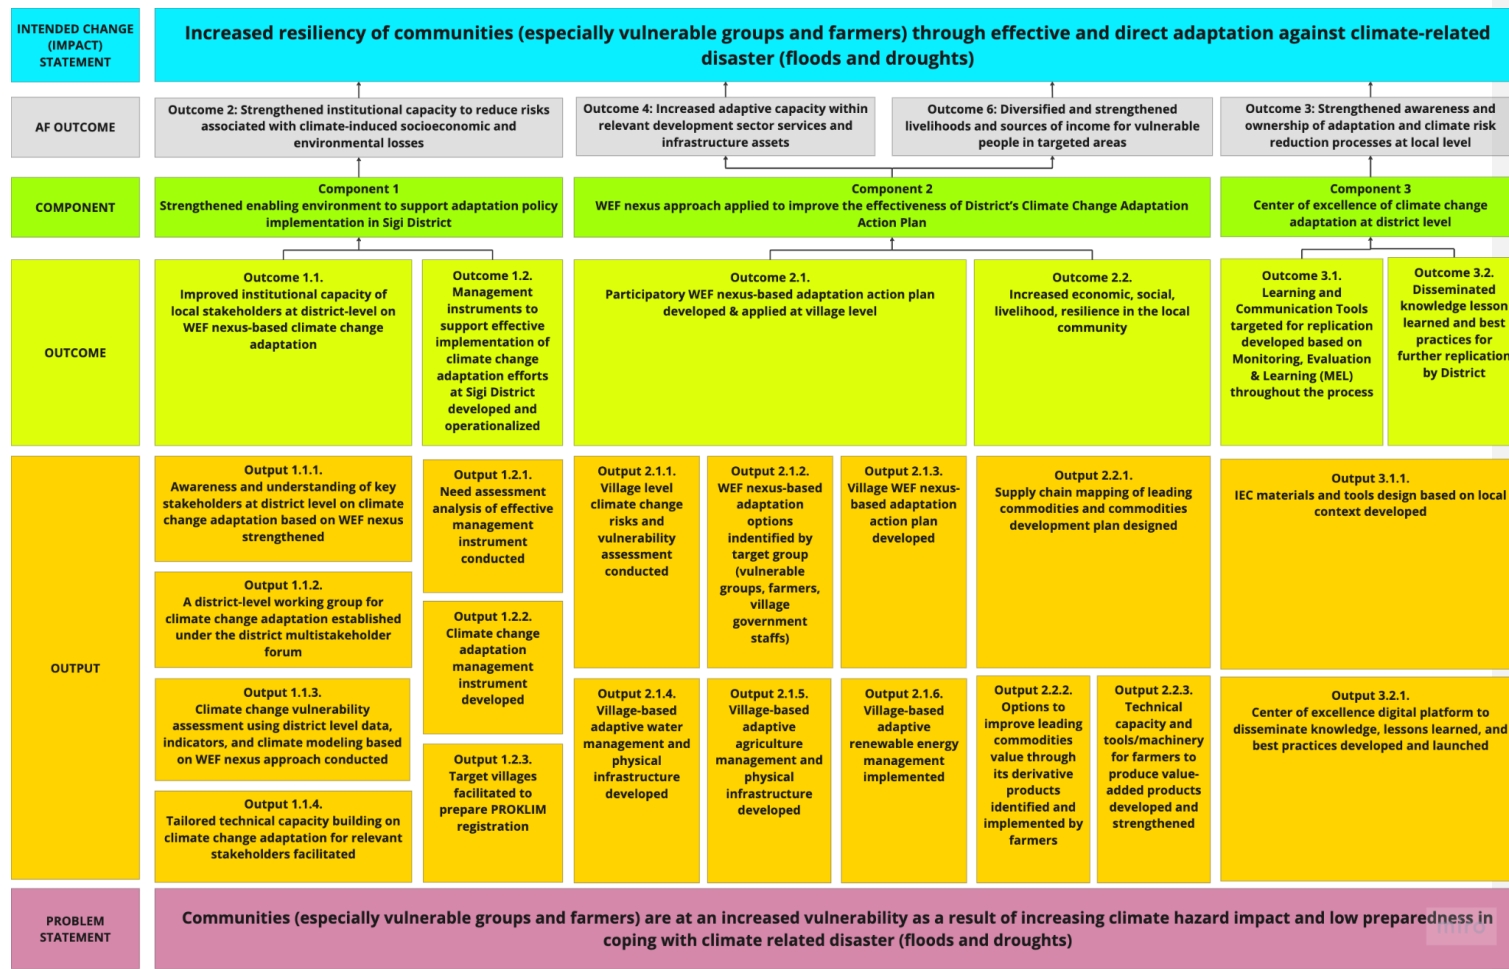 INTENDED CHANGE
(IMPACT)
STATEMENT
Increased resiliency of communities (especially vulnerable groups and farmers) through effective and direct adaptation against climate-related
disaster (floods and droughts)
AF OUTCOME
Outcome 2: Strengthened institutional capacity to reduce risks
associated with climate-induced socioeconomic and
environmental losses
Outcome 4: Increased adaptive capacity within
relevant development sector services and
infrastructure assets
Outcome 6: Diversified and strengthened
livelihoods and sources of income for vulnerable
people in targeted areas
Outcome 3: Strengthened awareness and
ownership of adaptation and climate risk
reduction processes at local level
COMPONENT
Component 1
Strengthened enabling environment to support adaptation policy
implementation in Sigi District
Component 2
WEF nexus approach applied to improve the effectiveness of District's Climate Change Adaptation
Action Plan
Component 3
Center of excellence of climate change
adaptation at district level
OUTCOME
Outcome 1.1.
Improved institutional capacity of
local stakeholders at district-level on
WEF nexus-based climate change
adaptation
Outcome 1.2.
Management
instruments to
support effective
implementation of
climate change
adaptation efforts
at Sigi District
developed and
operationalized
Outcome 2.1.
Participatory WEF nexus-based adaptation action plan
developed & applied at village level
Outcome 2.2.
Increased economic, social,
livelihood, resilience in the local
community
Outcome 3.1.
Learning and
Communication Tools
targeted for replication
developed based on
Monitoring, Evaluation
& Learning (MEL)
throughout the process
Outcome 3.2.
Disseminated
knowledge lesson
learned and best
practices for
further replication
by District
OUTPUT
Output 1.1.1.
Awareness and understanding of key
stakeholders at district level on climate
change adaptation based on WEF nexus
strengthened
Output 1.1.2.
A district-level working group for
climate change adaptation established
under the district multistakeholder
forum
Output 1.1.3.
Climate change vulnerability
assessment using district level data,
indicators, and climate modeling based
on WEF nexus approach conducted
Output 1.1.4.
Tailored technical capacity building on
climate change adaptation for relevant
stakeholders facilitated
Output 1.2.1.
Need assessment
analysis of effective
management
instrument
conducted
Output 1.2.2.
Climate change
adaptation
management
instrument
developed
Output 1.2.3.
Target villages
facilitated to
prepare PROKLIM
registration
Output 2.1.1.
Village level
climate change
risks and
vulnerability
assessment
conducted
Output 2.1.2.
WEF nexus-based
adaptation
options
indentified by
target group
(vulnerable
groups, farmers,
village
government
staffs)
Output 2.1.3.
Village WEF nexus-
based adaptation
action plan
developed
Output 2.1.4.
Village-based
adaptive water
management and
physical
infrastructure
developed
Output 2.1.5.
Village-based
adaptive
agriculture
management and
physical
infrastructure
developed
Output 2.1.6.
Village-based
adaptive
renewable energy
management
implemented
Output 2.2.1.
Supply chain mapping of leading
commodities and commodities
development plan designed
Output 2.2.2.
Options to
improve leading
commodities
value through
its derivative
products
identified and
implemented by
farmers
Output 2.2.3.
Technical
capacity and
tools/machinery
for farmers to
produce value-
added products
developed and
strengthened
Output 3.1.1.
IEC materials and tools design based on local
context developed
Output 3.2.1.
Center of excellence digital platform to
disseminate knowledge, lessons learned, and
best practices developed and launched
PROBLEM
STATEMENT
Communities (especially vulnerable groups and farmers) are at an increased vulnerability as a result of increasing climate hazard impact and low preparedness in
coping with climate related disaster (floods and droughts)
miro